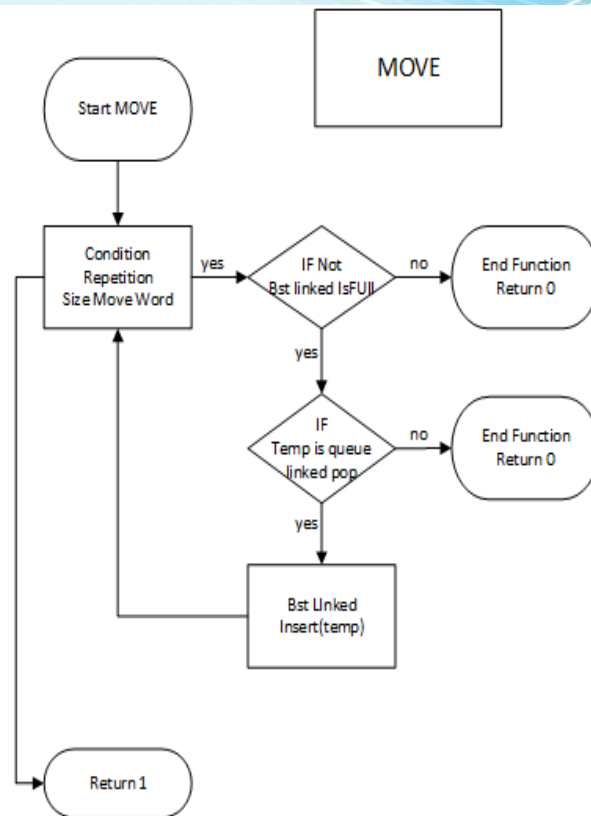 MOVE
Start MOVE
Condition
Repetition
Size Move Word
yes
IF Not
Bst linked IsFUll
no
End Function
Return 0
yes
IF
Temp is queue
linked pop
no
End Function
Return 0
yes
Bst LInked
Insert(temp)
Return 1